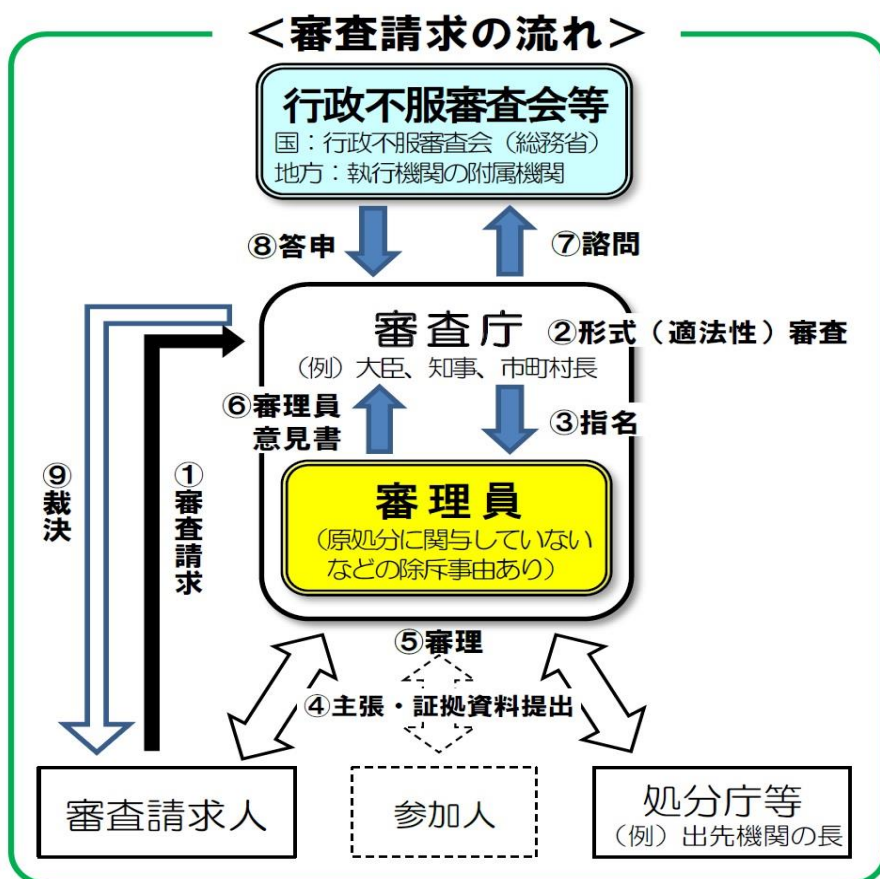 ＜審査請求の流れ＞
行政不服審査会等
国：行政不服審査会（総務省）
地方：執行機関の附属機関
⑧答申
⑦諮問
審査庁
②形式（適法性）審査
（例）大臣、知事、市町村長
⑥審理員
意見書
③指名
審理員
（原処分に関与していない
などの除斥事由あり）
⑨裁決
①審査請求
⑤審理
④主張・証拠資料提出
審査請求人
参加人
処分庁等
（例）出先機関の長